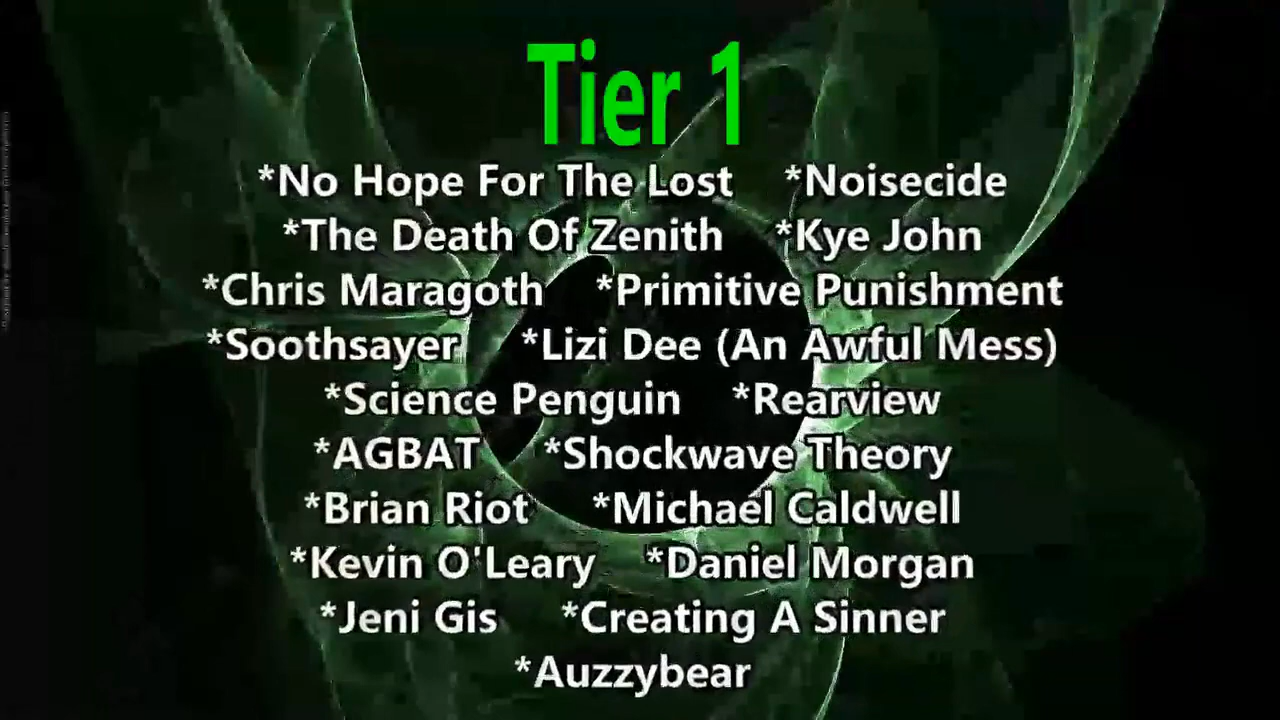 Tier 1
*No Hope For The Lost *Noisecide
*The Death Of Zenith *Kye John
*Chris Maragoth *Primitive Punishment
*Soothsayer *Lizi Dee (An Awful Mess)
*Science Penguin *Rearview
*AGBAT *Shockwave Theory
*Brian Riot *Michael Caldwell
*Kevin O'Leary *Daniel Morgan
*Jeni Gis *Creating A Sinner
*Auzzybear